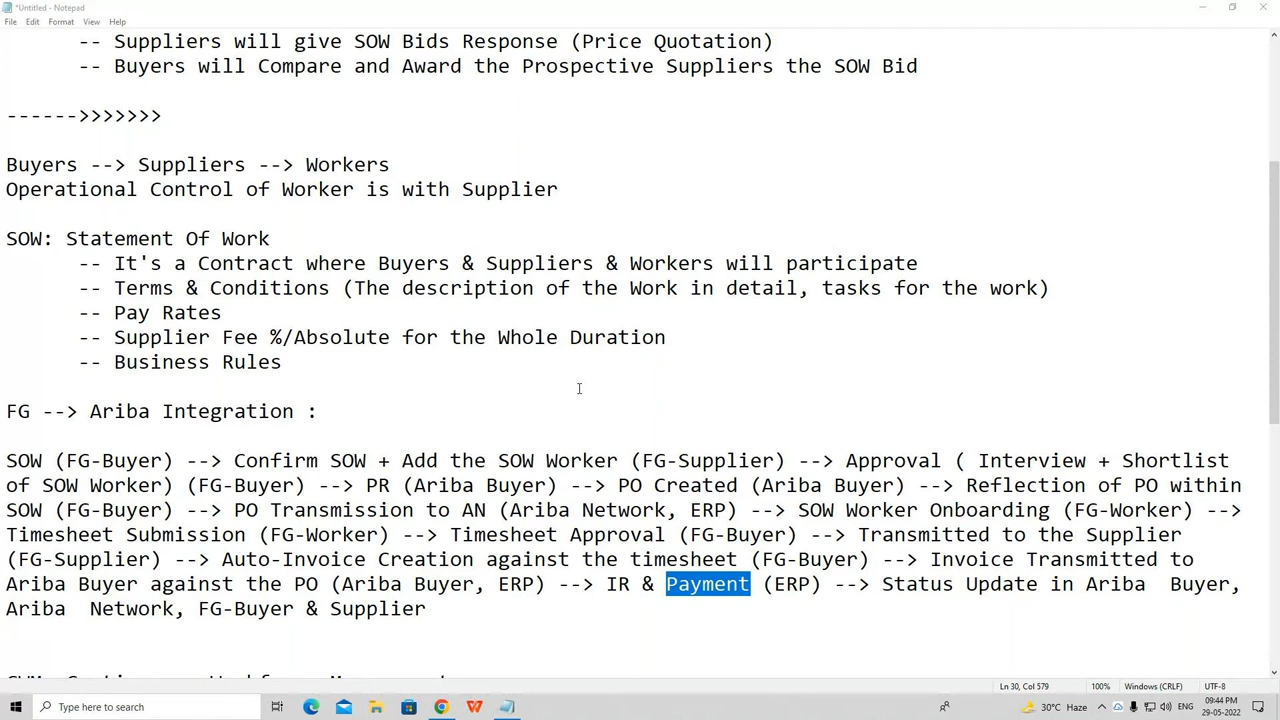 *Untitled - Notepad
File Edit Format View Help
-- Suppliers will give SOW Bids Response (Price Quotation)
-- Buyers will Compare and Award the Prospective Suppliers the SOW Bid
------>>>>>>>
Buyers --> Suppliers --> Workers
Operational Control of Worker is with Supplier
SOW: Statement Of Work
-- It's a Contract where Buyers & Suppliers & Workers will participate
-- Terms & Conditions (The description of the Work in detail, tasks for the work)
-- Pay Rates
-- Supplier Fee %/Absolute for the Whole Duration
-- Business Rules
FG --> Ariba Integration :
SOW (FG-Buyer) --> Confirm SOW + Add the SOW Worker (FG-Supplier) --> Approval ( Interview + Shortlist
of SOW Worker) (FG-Buyer) --> PR (Ariba Buyer) --> PO Created (Ariba Buyer) --> Reflection of PO within
SOW (FG-Buyer) --> PO Transmission to AN (Ariba Network, ERP) --> SOW Worker Onboarding (FG-Worker) -->
Timesheet Submission (FG-Worker) --> Timesheet Approval (FG-Buyer) --> Transmitted to the Supplier
(FG-Supplier) --> Auto-Invoice Creation against the timesheet (FG-Buyer) --> Invoice Transmitted to
Ariba Buyer against the PO (Ariba Buyer, ERP) --> IR & Payment (ERP) --> Status Update in Ariba  Buyer,
Ariba  Network, FG-Buyer & Supplier
Ln 30, Col 579 100% Windows (CRLF) UTF-8
Type here to search
30°C Haze
ENG
09:44 PM
29-05-2022